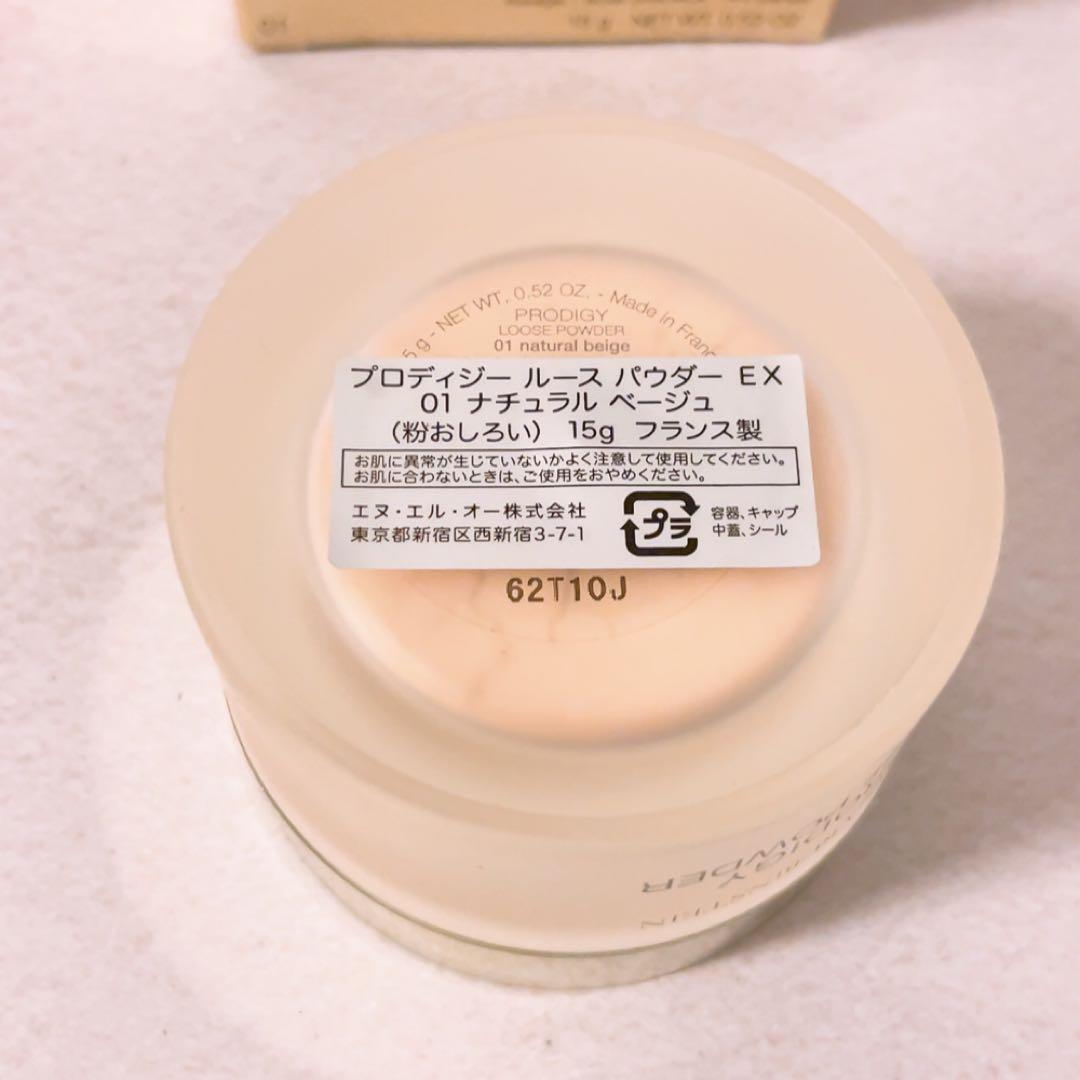 01
5 g - NET WT. 0.52 OZ. - Made in Franc
PRODIGY
LOOSE POWDER
01 natural beige
プロディジー ルース パウダー EX
01 ナチュラル ベージュ
(粉おしろい) 15g フランス製
お肌に異常が生じていないかよく注意して使用してください。
お肌に合わないときは、ご使用をおやめください。
エヌ・エル・オー株式会社
東京都新宿区西新宿3-7-1
プラ
容器、キャップ
中蓋、シール
62T10J
POWDER